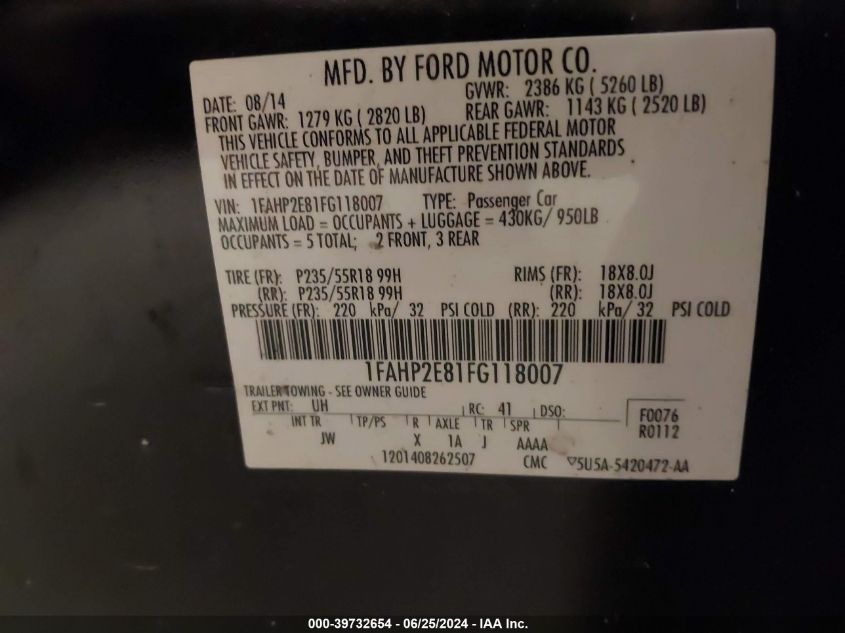 MFD. BY FORD MOTOR CO.
DATE: 08/14 GVWR: 2386 KG ( 5260 LB)
FRONT GAWR: 1279 KG ( 2820 LB) REAR GAWR: 1143 KG ( 2520 LB)
THIS VEHICLE CONFORMS TO ALL APPLICABLE FEDERAL MOTOR
VEHICLE SAFETY, BUMPER, AND THEFT PREVENTION STANDARDS
IN EFFECT ON THE DATE OF MANUFACTURE SHOWN ABOVE.
VIN: 1FAHP2E81FG118007 TYPE: Passenger Car
MAXIMUM LOAD = OCCUPANTS + LUGGAGE = 430KG/ 950LB
OCCUPANTS = 5 TOTAL; 2 FRONT, 3 REAR
TIRE (FR): P235/55R18 99H RIMS (FR): 18X8.0J
(RR): P235/55R18 99H (RR): 18X8.0J
PRESSURE (FR): 220 kPa/ 32 PSI COLD (RR): 220 kPa/ 32 PSI COLD
1FAHP2E81FG118007
TRAILER TOWING - SEE OWNER GUIDE
EXT PNT: UH RC: 41 DSO: F0076
INT TR TP/PS R AXLE TR SPR R0112
JW X 1A J AAAA
1201408262507 CMC 5U5A-5420472-AA
000-39732654 - 06/25/2024 - IAA Inc.